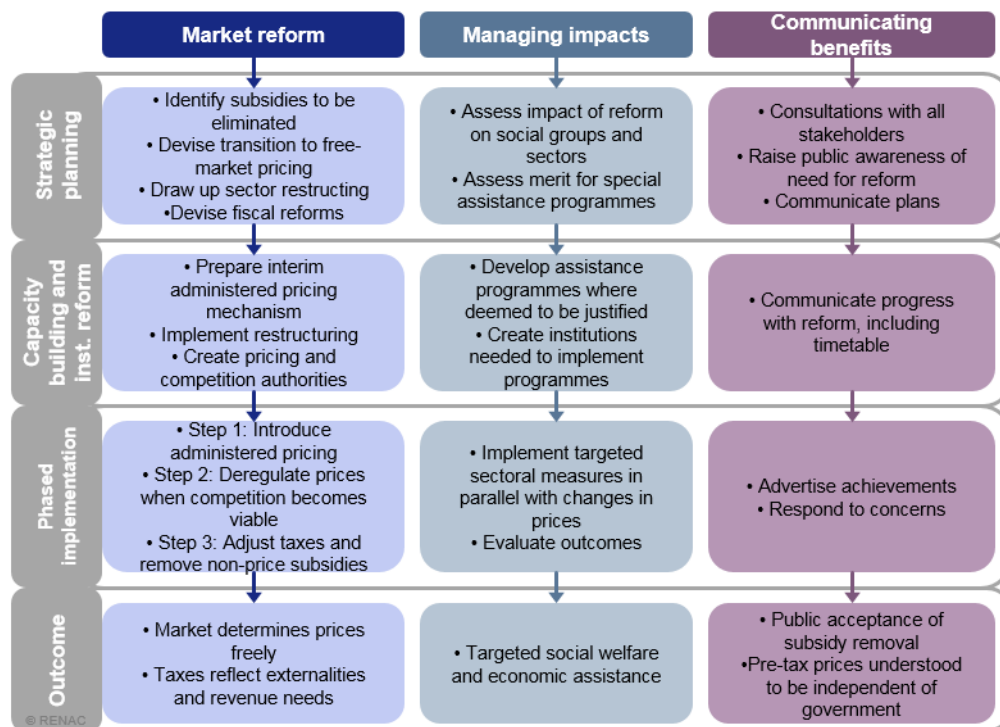 Market reform
Managing impacts
Communicating
benefits
Strategic
planning
• Identify subsidies to be
eliminated
• Devise transition to free-
market pricing
• Draw up sector restructing
•Devise fiscal reforms
• Assess impact of reform
on social groups and
sectors
• Assess merit for special
assistance programmes
• Consultations with all
stakeholders
• Raise public awareness of
need for reform
• Communicate plans
Capacity
building and
inst. reform
• Prepare interim
administered pricing
mechanism
• Implement restructuring
• Create pricing and
competition authorities
• Develop assistance
programmes where
deemed to be justified
• Create institutions
needed to implement
programmes
• Communicate progress
with reform, including
timetable
Phased
implementation
• Step 1: Introduce
administered pricing
• Step 2: Deregulate prices
when competition becomes
viable
• Step 3: Adjust taxes and
remove non-price subsidies
• Implement targeted
sectoral measures in
parallel with changes in
prices
• Evaluate outcomes
• Advertise achievements
• Respond to concerns
Outcome
• Market determines prices
freely
• Taxes reflect externalities
and revenue needs
• Targeted social welfare
and economic assistance
• Public acceptance of
subsidy removal
•Pre-tax prices understood
to be independent of
government
© RENAC